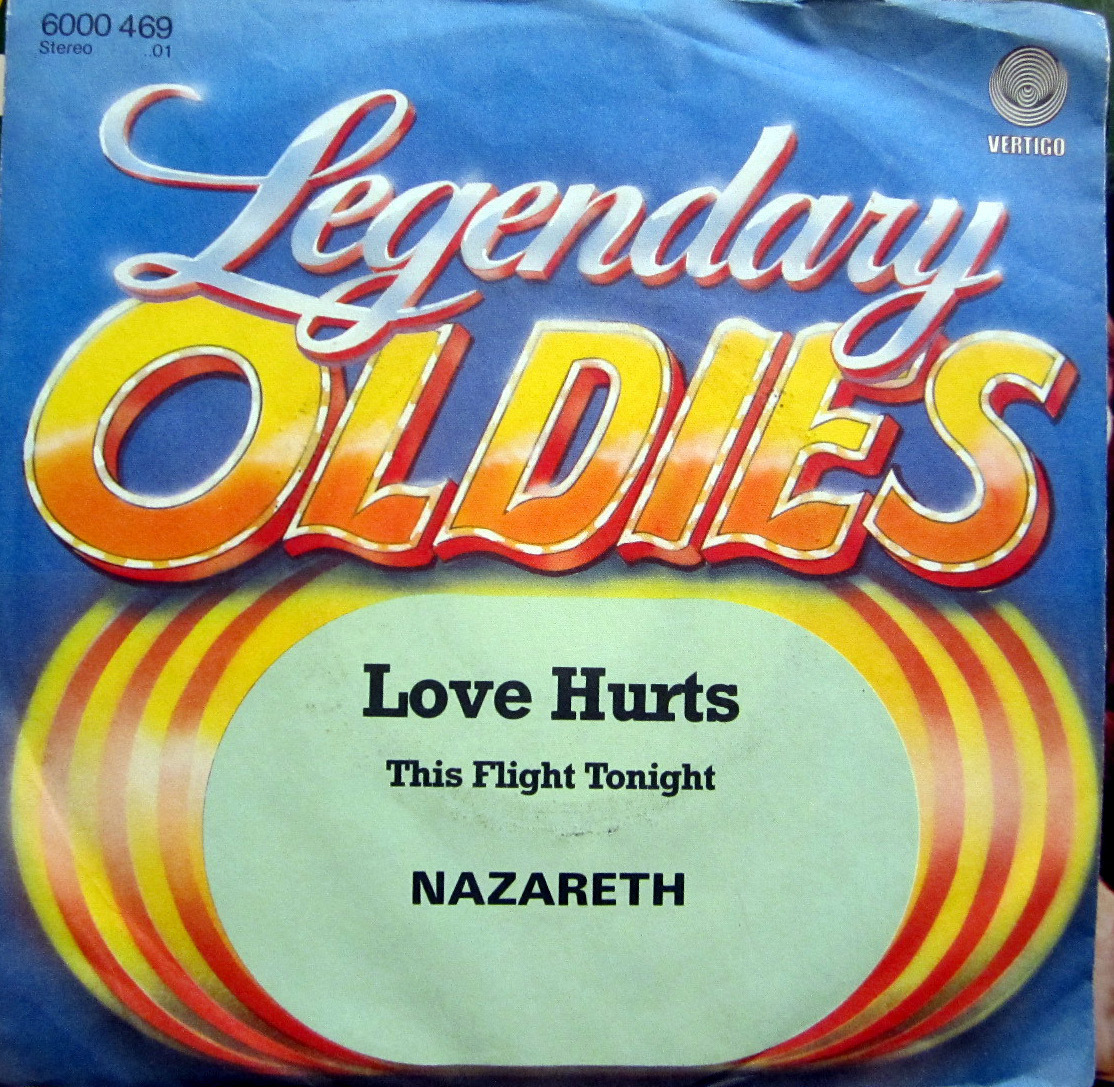 6000 469
Stereo .01
VERTIGO
Legendary
OLDIES
Love Hurts
This Flight Tonight
NAZARETH